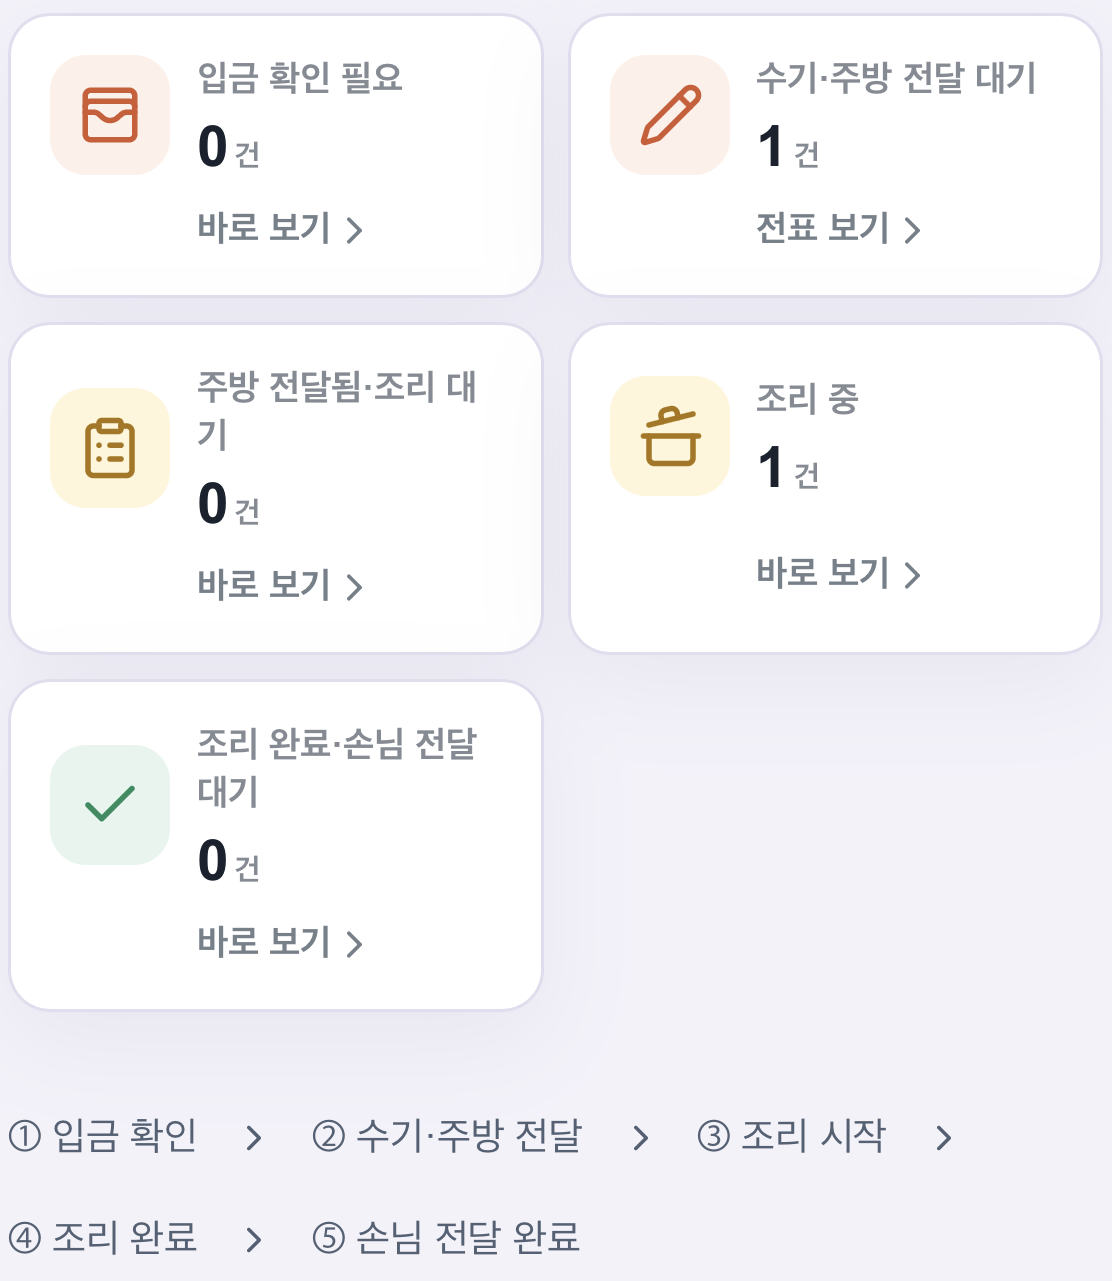 입금 확인 필요
0 건
바로 보기
수기·주방 전달 대기
1 건
전표 보기
주방 전달됨·조리 대
기
0 건
바로 보기
조리 중
1 건
바로 보기
조리 완료·손님 전달
대기
0 건
바로 보기
① 입금 확인 > ② 수기·주방 전달 > ③ 조리 시작 >
④ 조리 완료 > ⑤ 손님 전달 완료